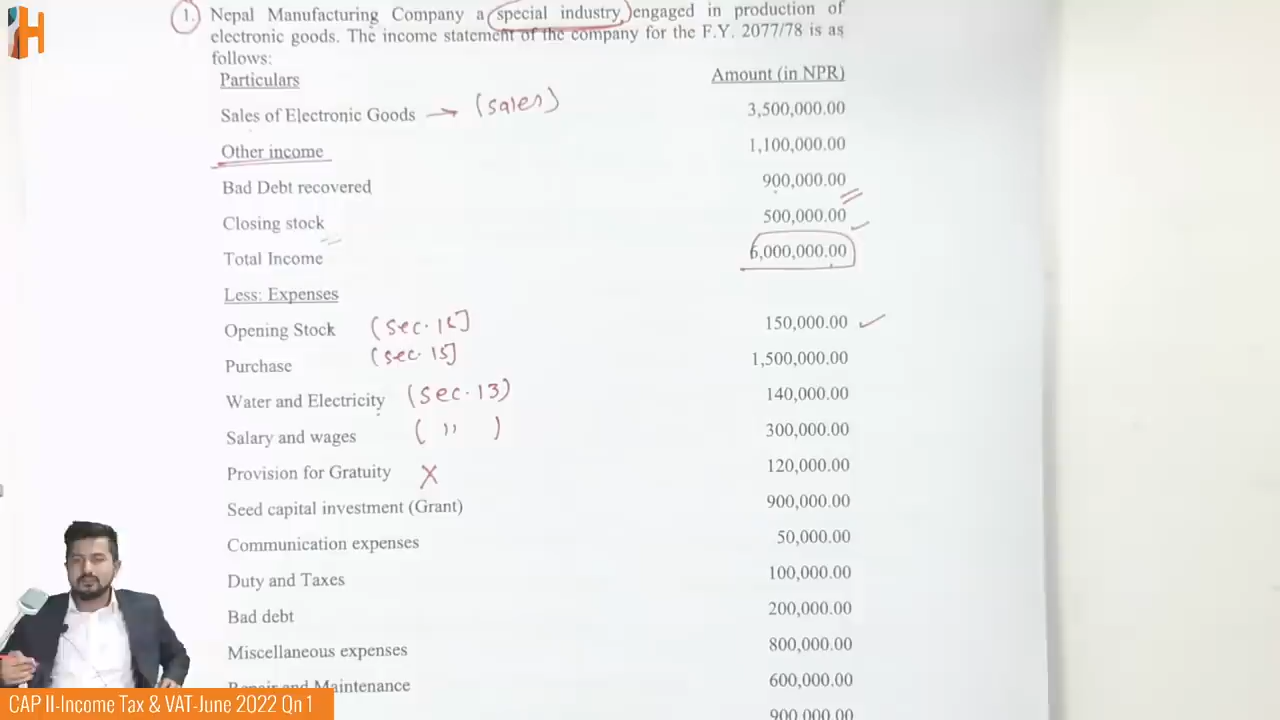 H
1. Nepal Manufacturing Company a special industry engaged in production of
electronic goods. The income statement of the company for the F.Y. 2077/78 is as
follows:
Particulars Amount (in NPR)
Sales of Electronic Goods → (sales) 3,500,000.00
Other income 1,100,000.00
Bad Debt recovered 900,000.00
Closing stock 500,000.00
Total Income 6,000,000.00
Less: Expenses
Opening Stock (Sec. 15] 150,000.00
Purchase (sec. 15] 1,500,000.00
Water and Electricity (Sec. 13) 140,000.00
Salary and wages ( ,, ) 300,000.00
Provision for Gratuity X 120,000.00
Seed capital investment (Grant) 900,000.00
Communication expenses 50,000.00
Duty and Taxes 100,000.00
Bad debt 200,000.00
Miscellaneous expenses 800,000.00
Repair and Maintenance 600,000.00
900,000.00
CAP II-Income Tax & VAT-June 2022 Qn 1